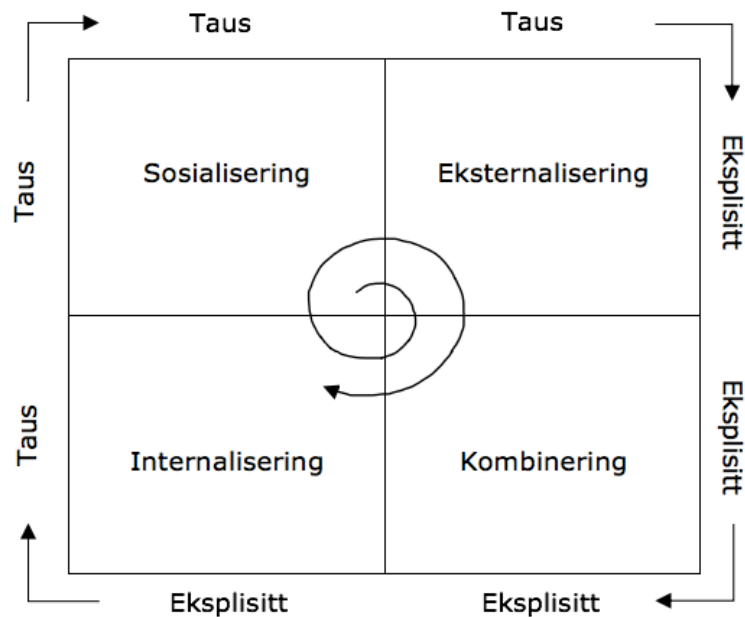 Taus
Taus
Taus
Sosialisering
Eksternalisering
Eksplisitt
Taus
Internalisering
Kombinering
Eksplisitt
Eksplisitt
Eksplisitt